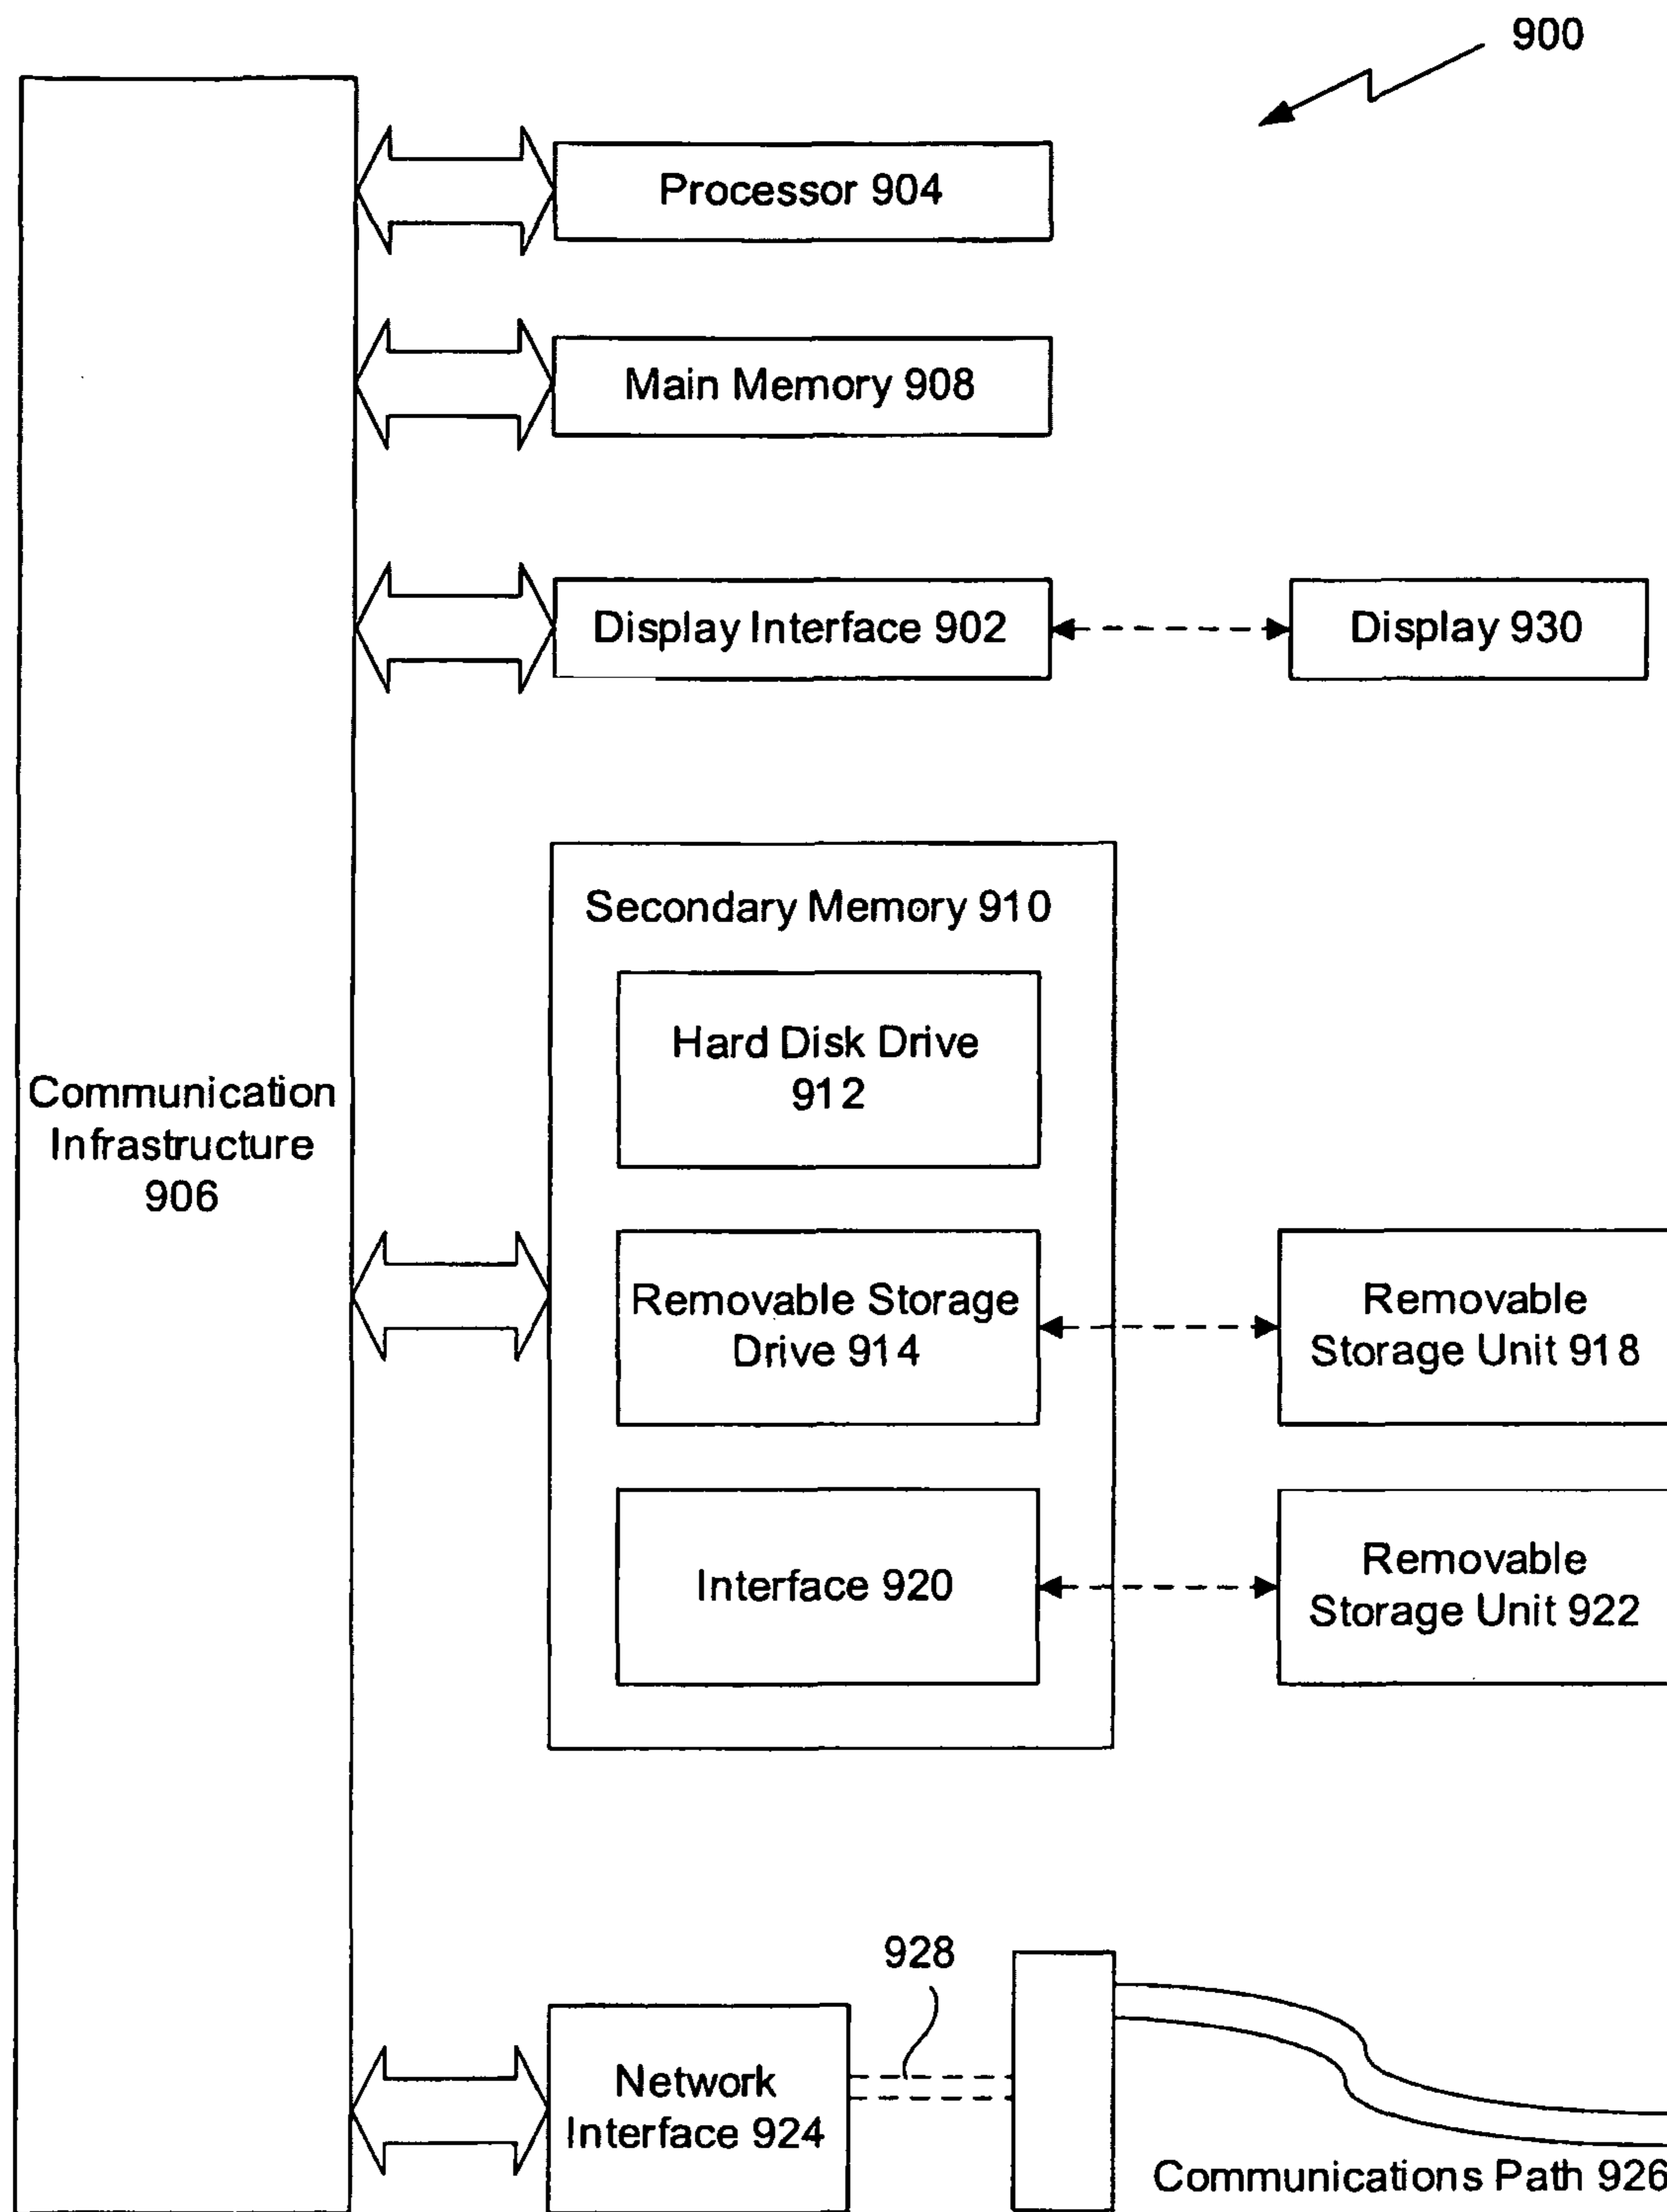 900
Processor 904
Main Memory 908
Display Interface 902
Display 930
Secondary Memory 910
Hard Disk Drive
912
Communication
Infrastructure
906
Removable Storage
Drive 914
Removable
Storage Unit 918
Interface 920
Removable
Storage Unit 922
928
Network
Interface 924
Communications Path 926